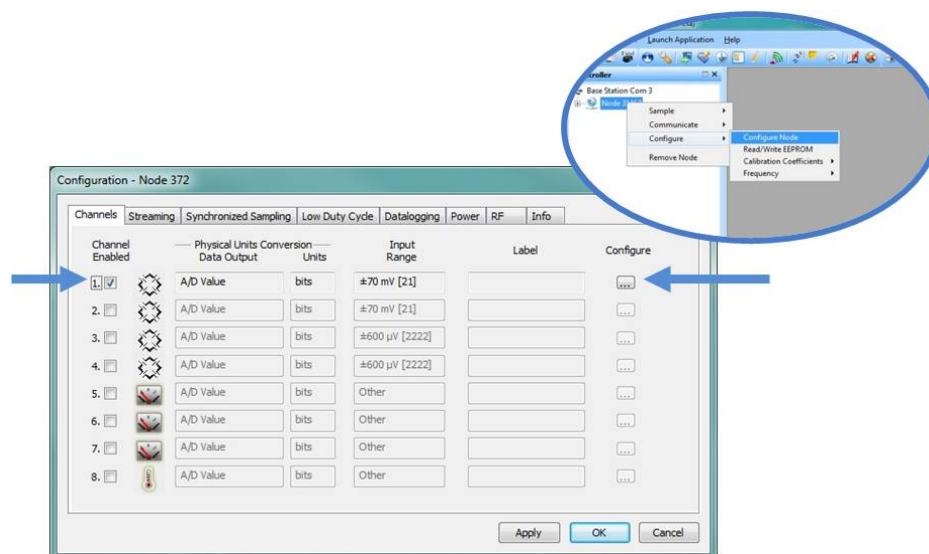 Launch Application Help
Base Station Com 3
Sample
Communicate
Configure
Remove Node
Configure Node
Read/Write EEPROM
Calibration Coefficients
Frequency
Configuration - Node 372
Channels Streaming Synchronized Sampling Low Duty Cycle Datalogging Power RF Info
Channel Enabled
Physical Units Conversion
Data Output Units
Input Range
Label
Configure
1. A/D Value bits ±70 mV [21] ...
2. A/D Value bits ±70 mV [21] ...
3. A/D Value bits ±600 µV [2222] ...
4. A/D Value bits ±600 µV [2222] ...
5. A/D Value bits Other ...
6. A/D Value bits Other ...
7. A/D Value bits Other ...
8. A/D Value bits Other ...
Apply OK Cancel